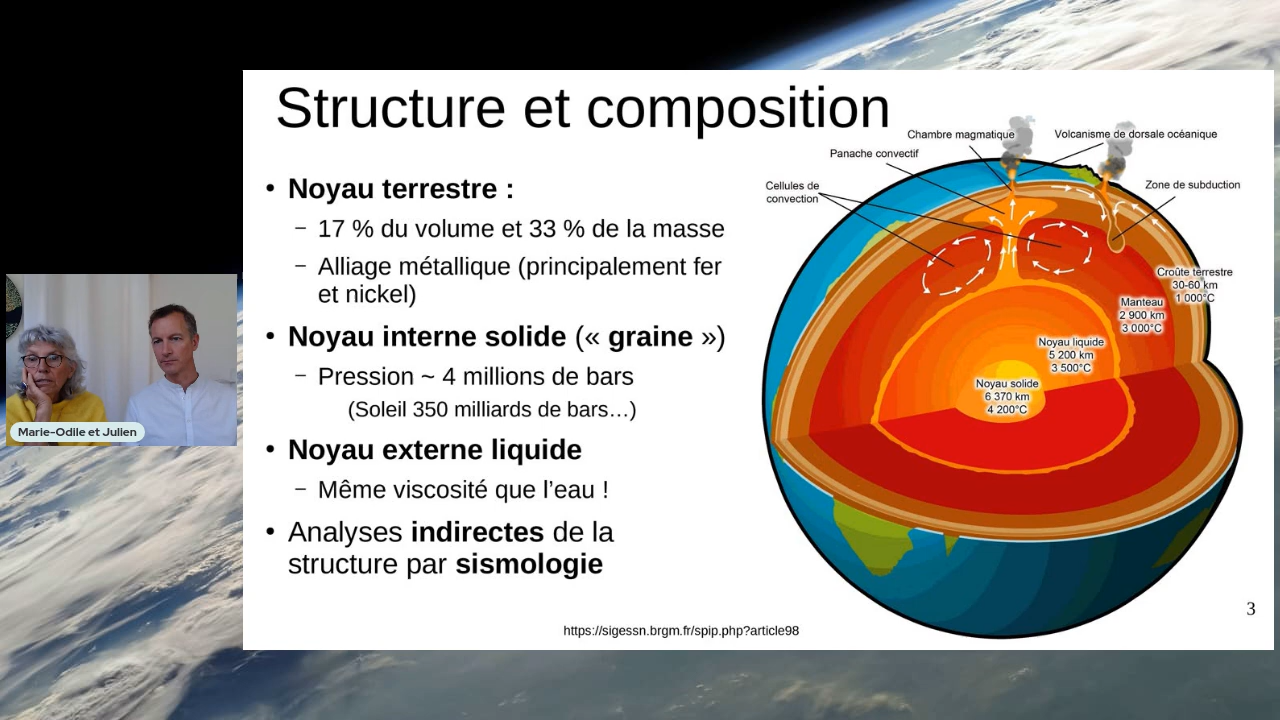 Structure et composition
• Noyau terrestre :
– 17 % du volume et 33 % de la masse
– Alliage métallique (principalement fer
et nickel)
• Noyau interne solide (« graine »)
– Pression ~ 4 millions de bars
(Soleil 350 milliards de bars…)
• Noyau externe liquide
– Même viscosité que l’eau !
• Analyses indirectes de la
structure par sismologie
https://sigessn.brgm.fr/spip.php?article98
Chambre magmatique
Volcanisme de dorsale océanique
Panache convectif
Cellules de
convection
Zone de subduction
Croûte terrestre
30-60 km
1 000°C
Manteau
2 900 km
3 000°C
Noyau liquide
5 200 km
3 500°C
Noyau solide
6 370 km
4 200°C
3
Marie-Odile et Julien